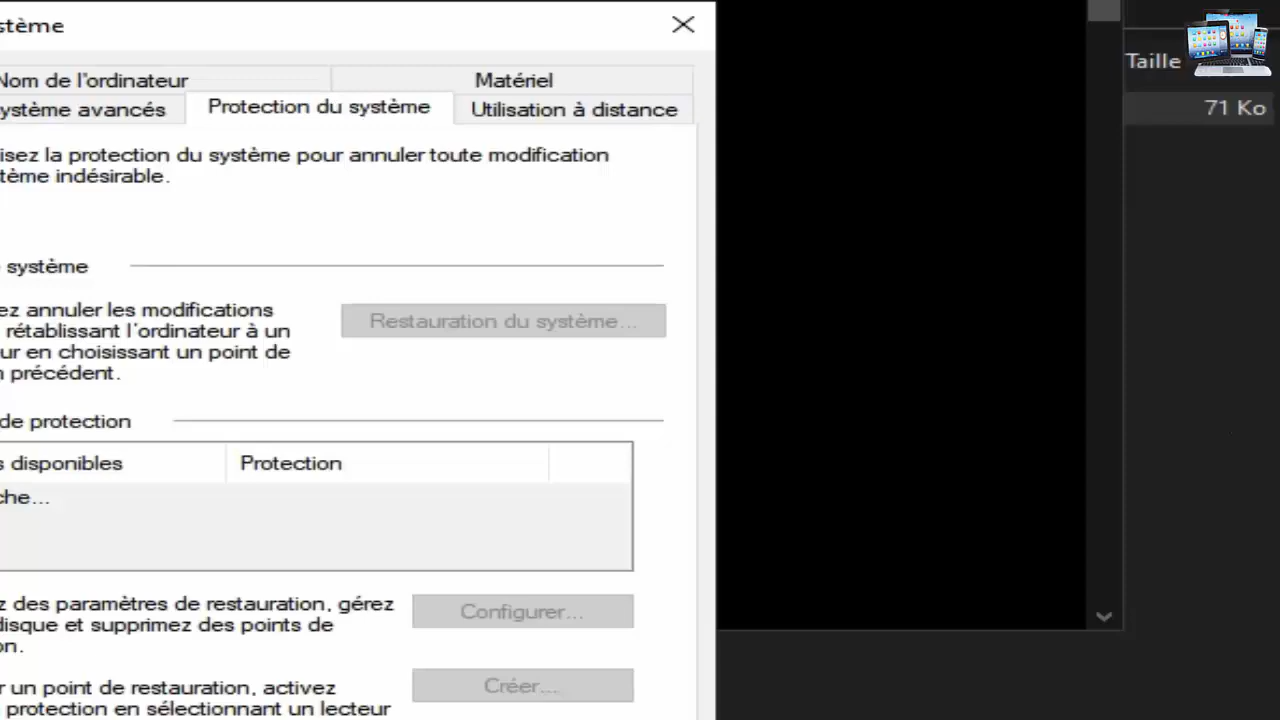 stème
Nom de l'ordinateur
Matériel
ystème avancés
Protection du système
Utilisation à distance
isez la protection du système pour annuler toute modification
tème indésirable.
système
ez annuler les modifications
rétablissant l'ordinateur à un
ur en choisissant un point de
n précédent.
Restauration du système...
de protection
s disponibles
Protection
che...
z des paramètres de restauration, gérez
disque et supprimez des points de
on.
Configurer...
r un point de restauration, activez
protection en sélectionnant un lecteur
Créer...
Taille
71 Ko